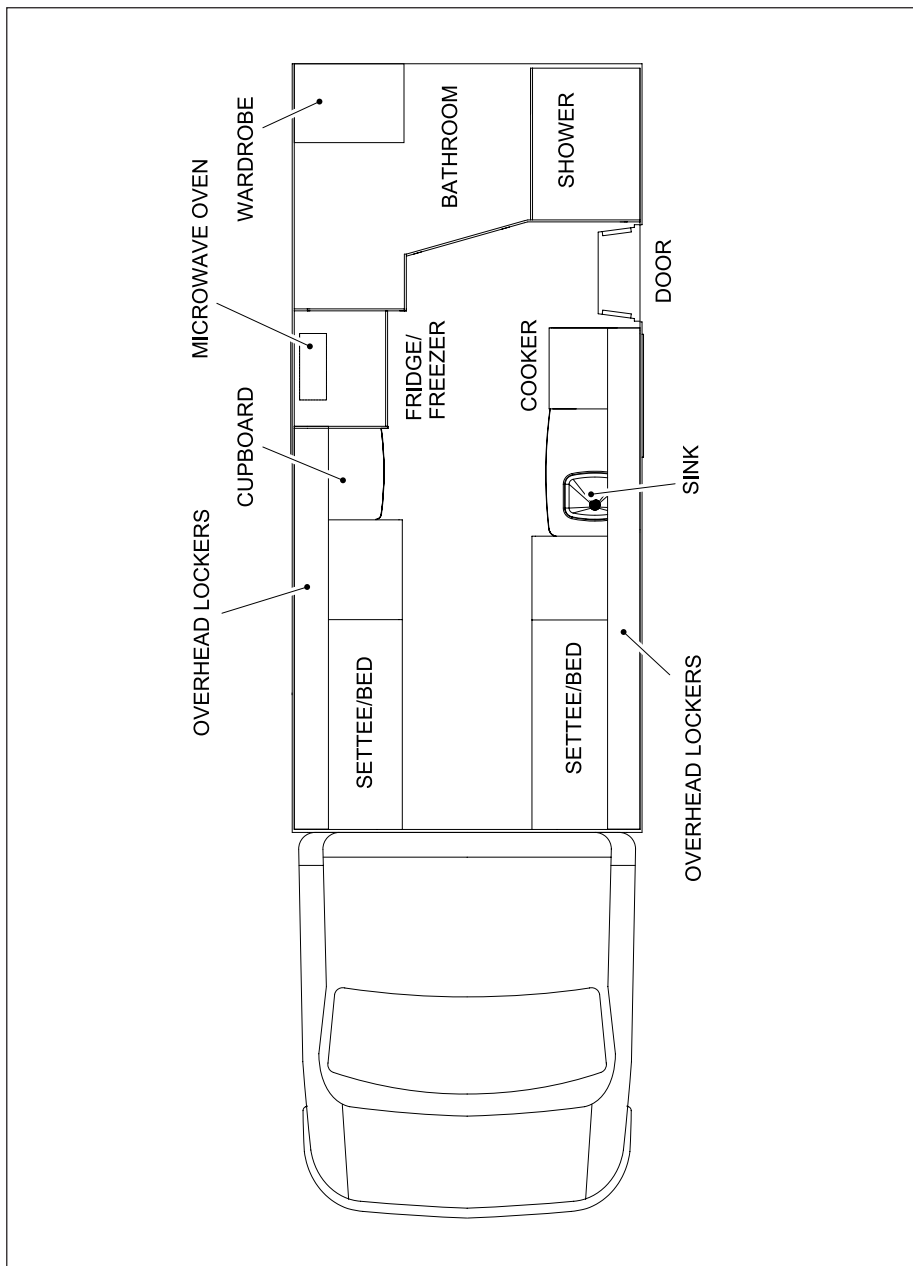 WARDROBE
MICROWAVE OVEN
CUPBOARD
OVERHEAD LOCKERS
BATHROOM
SHOWER
FRIDGE/
FREEZER
COOKER
DOOR
SINK
SETTEE/BED
SETTEE/BED
OVERHEAD LOCKERS